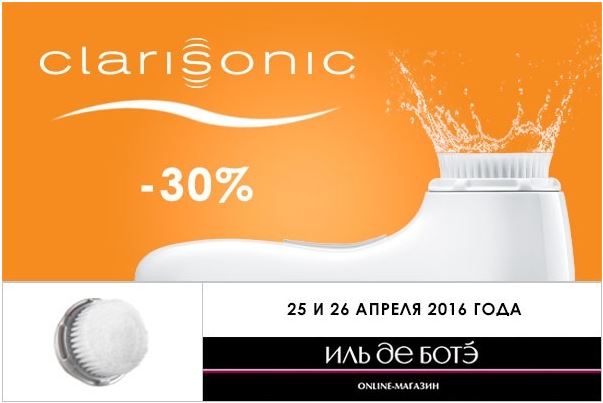 clarisonic®
-30%
25 И 26 АПРЕЛЯ 2016 ГОДА
ИЛЬ ДЕ БОТЭ
ONLINE-МАГАЗИН